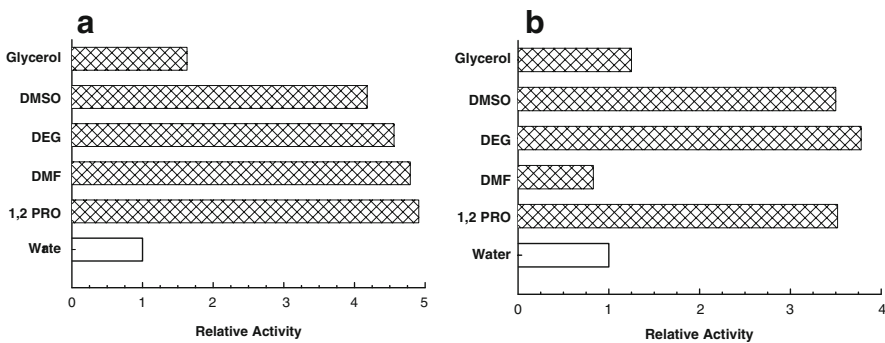 a
Glycerol
DMSO
DEG
DMF
1,2 PRO
Wate
0 1 2 3 4 5
Relative Activity
b
Glycerol
DMSO
DEG
DMF
1,2 PRO
Water
0 1 2 3 4
Relative Activity